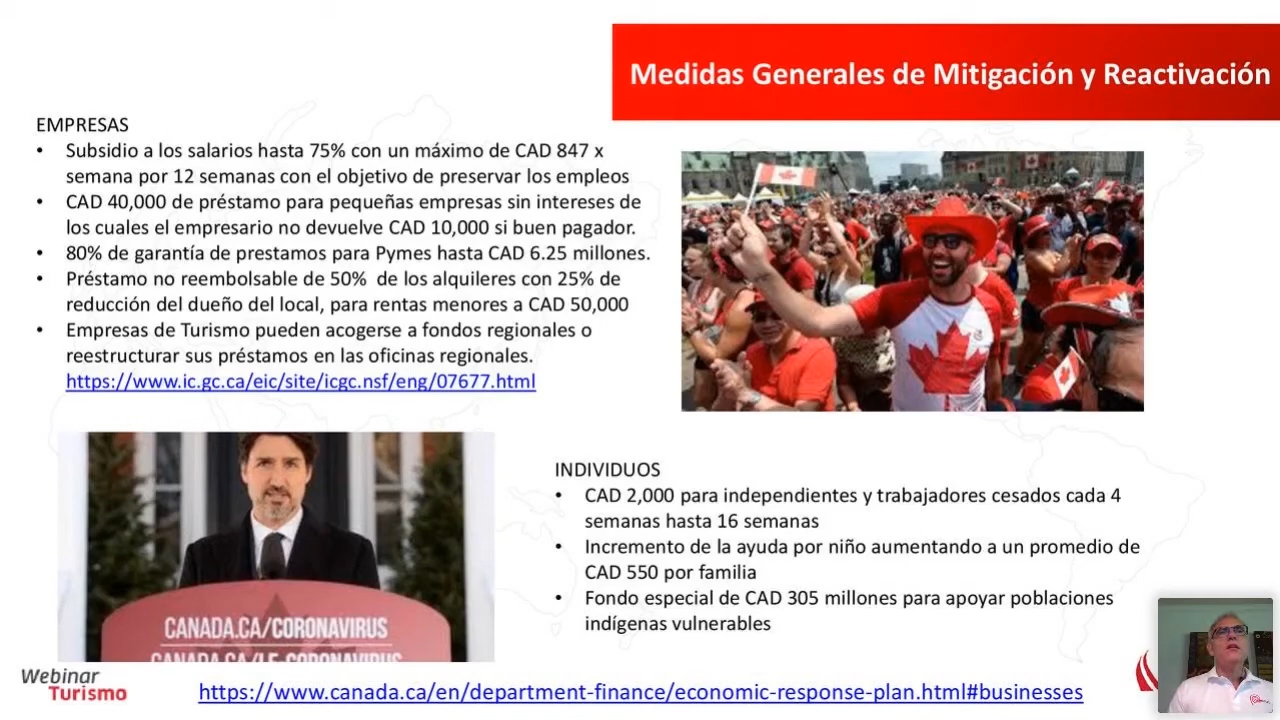 Medidas Generales de Mitigación y Reactivación
EMPRESAS
• Subsidio a los salarios hasta 75% con un máximo de CAD 847 x
semana por 12 semanas con el objetivo de preservar los empleos
• CAD 40,000 de préstamo para pequeñas empresas sin intereses de
los cuales el empresario no devuelve CAD 10,000 si buen pagador.
• 80% de garantía de prestamos para Pymes hasta CAD 6.25 millones.
• Préstamo no reembolsable de 50% de los alquileres con 25% de
reducción del dueño del local, para rentas menores a CAD 50,000
• Empresas de Turismo pueden acogerse a fondos regionales o
reestructurar sus préstamos en las oficinas regionales.
https://www.ic.gc.ca/eic/site/icgc.nsf/eng/07677.html
CANADA.CA/CORONAVIRUS
CANADA.CA/LE-CORONAVIRUS
INDIVIDUOS
• CAD 2,000 para independientes y trabajadores cesados cada 4
semanas hasta 16 semanas
• Incremento de la ayuda por niño aumentando a un promedio de
CAD 550 por familia
• Fondo especial de CAD 305 millones para apoyar poblaciones
indígenas vulnerables
Webinar
Turismo
https://www.canada.ca/en/department-finance/economic-response-plan.html#businesses